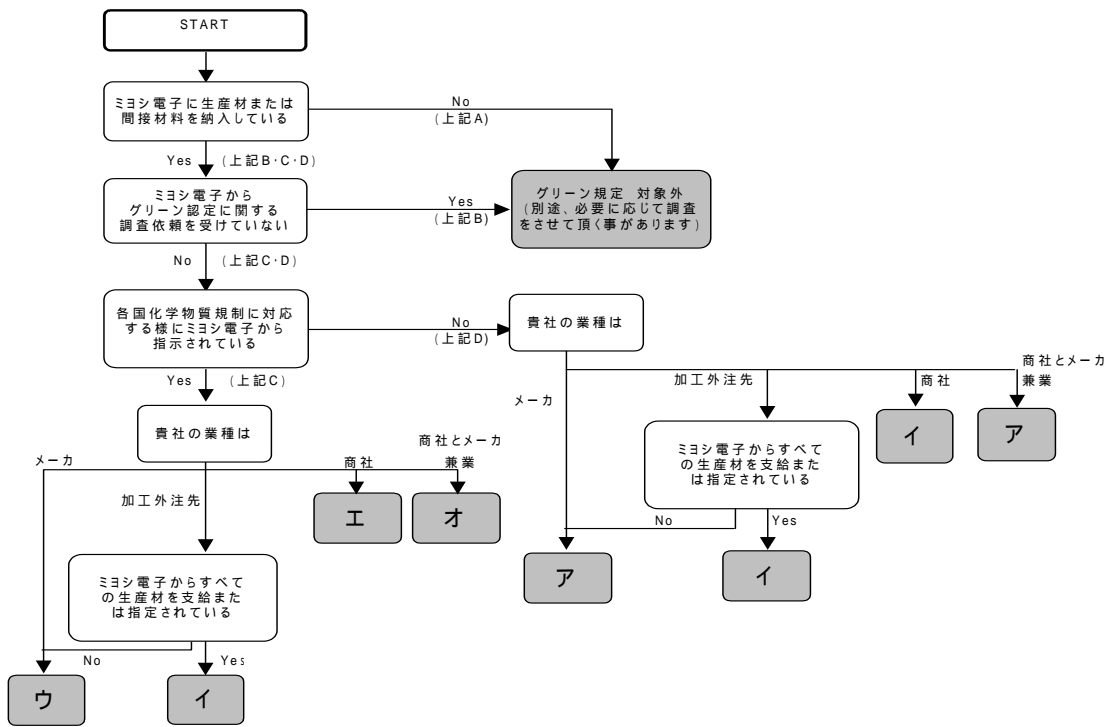 START
ミヨシ電子に生産材または
間接材料を納入している
No
(上記A)
Yes (上記B・C・D)
ミヨシ電子から
グリーン認定に関する
調査依頼を受けていない
Yes
(上記B)
グリーン規定 対象外
(別途、必要に応じて調査
をさせて頂く事があります)
No (上記C・D)
各国化学物質規制に対応
する様にミヨシ電子から
指示されている
No
(上記D)
貴社の業種は
Yes (上記C)
メーカ
加工外注先
商社
商社とメーカ
兼業
イ
ア
ミヨシ電子からすべて
の生産材を支給また
は指定されている
No
Yes
ア
イ
貴社の業種は
メーカ
加工外注先
商社
商社とメーカ
兼業
エ
オ
ミヨシ電子からすべて
の生産材を支給また
は指定されている
No
Yes
ウ
イ